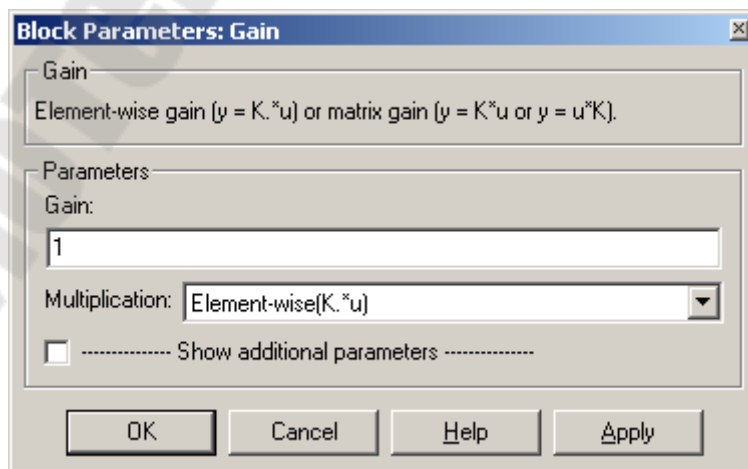 Block Parameters: Gain
Gain
Element-wise gain (y = K.*u) or matrix gain (y = K*u or y = u*K).
Parameters
Gain:
1
Multiplication: Element-wise(K.*u)
-------------- Show additional parameters --------------
OK Cancel Help Apply